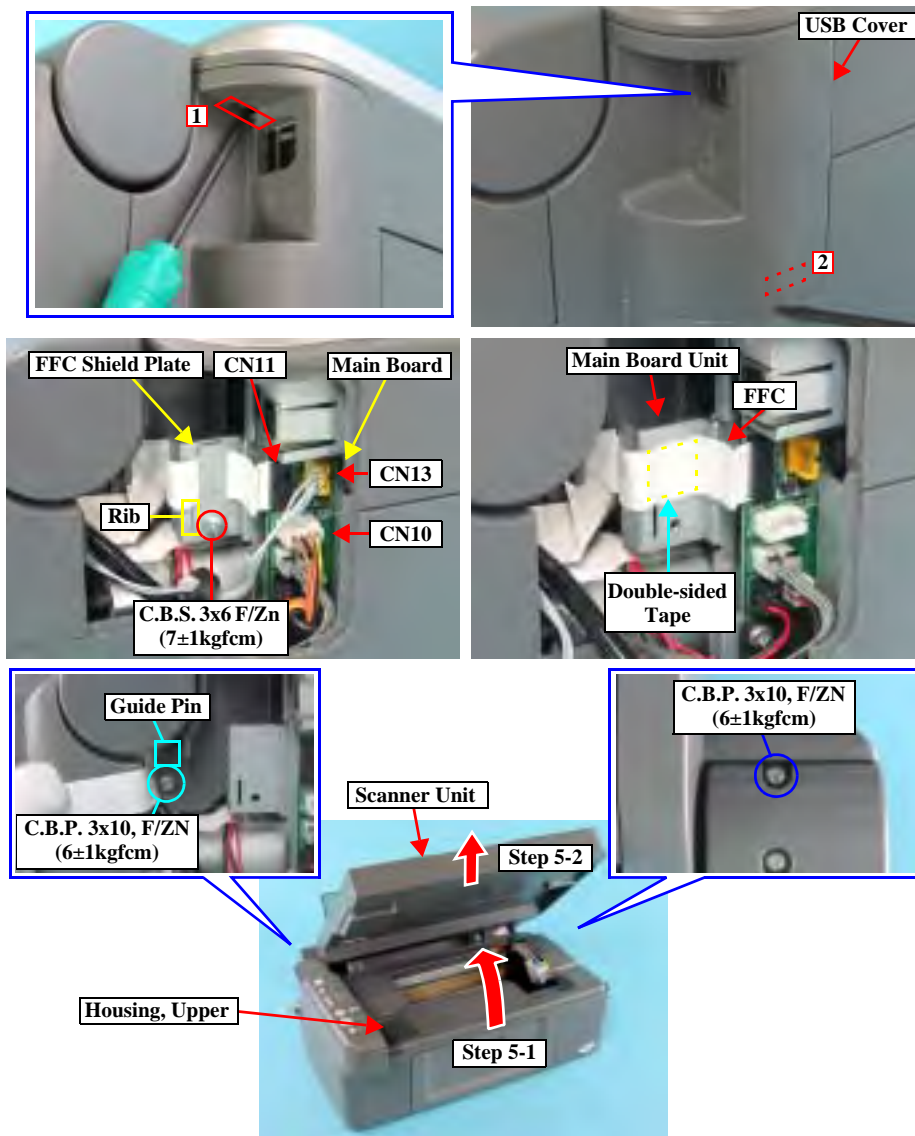 USB Cover
1
2
FFC Shield Plate
CN11
Main Board
CN13
Rib
CN10
C.B.S. 3x6 F/Zn
(7±1kgfcm)
Main Board Unit
FFC
Double-sided
Tape
Guide Pin
C.B.P. 3x10, F/ZN
(6±1kgfcm)
C.B.P. 3x10, F/ZN
(6±1kgfcm)
Scanner Unit
Step 5-2
Housing, Upper
Step 5-1